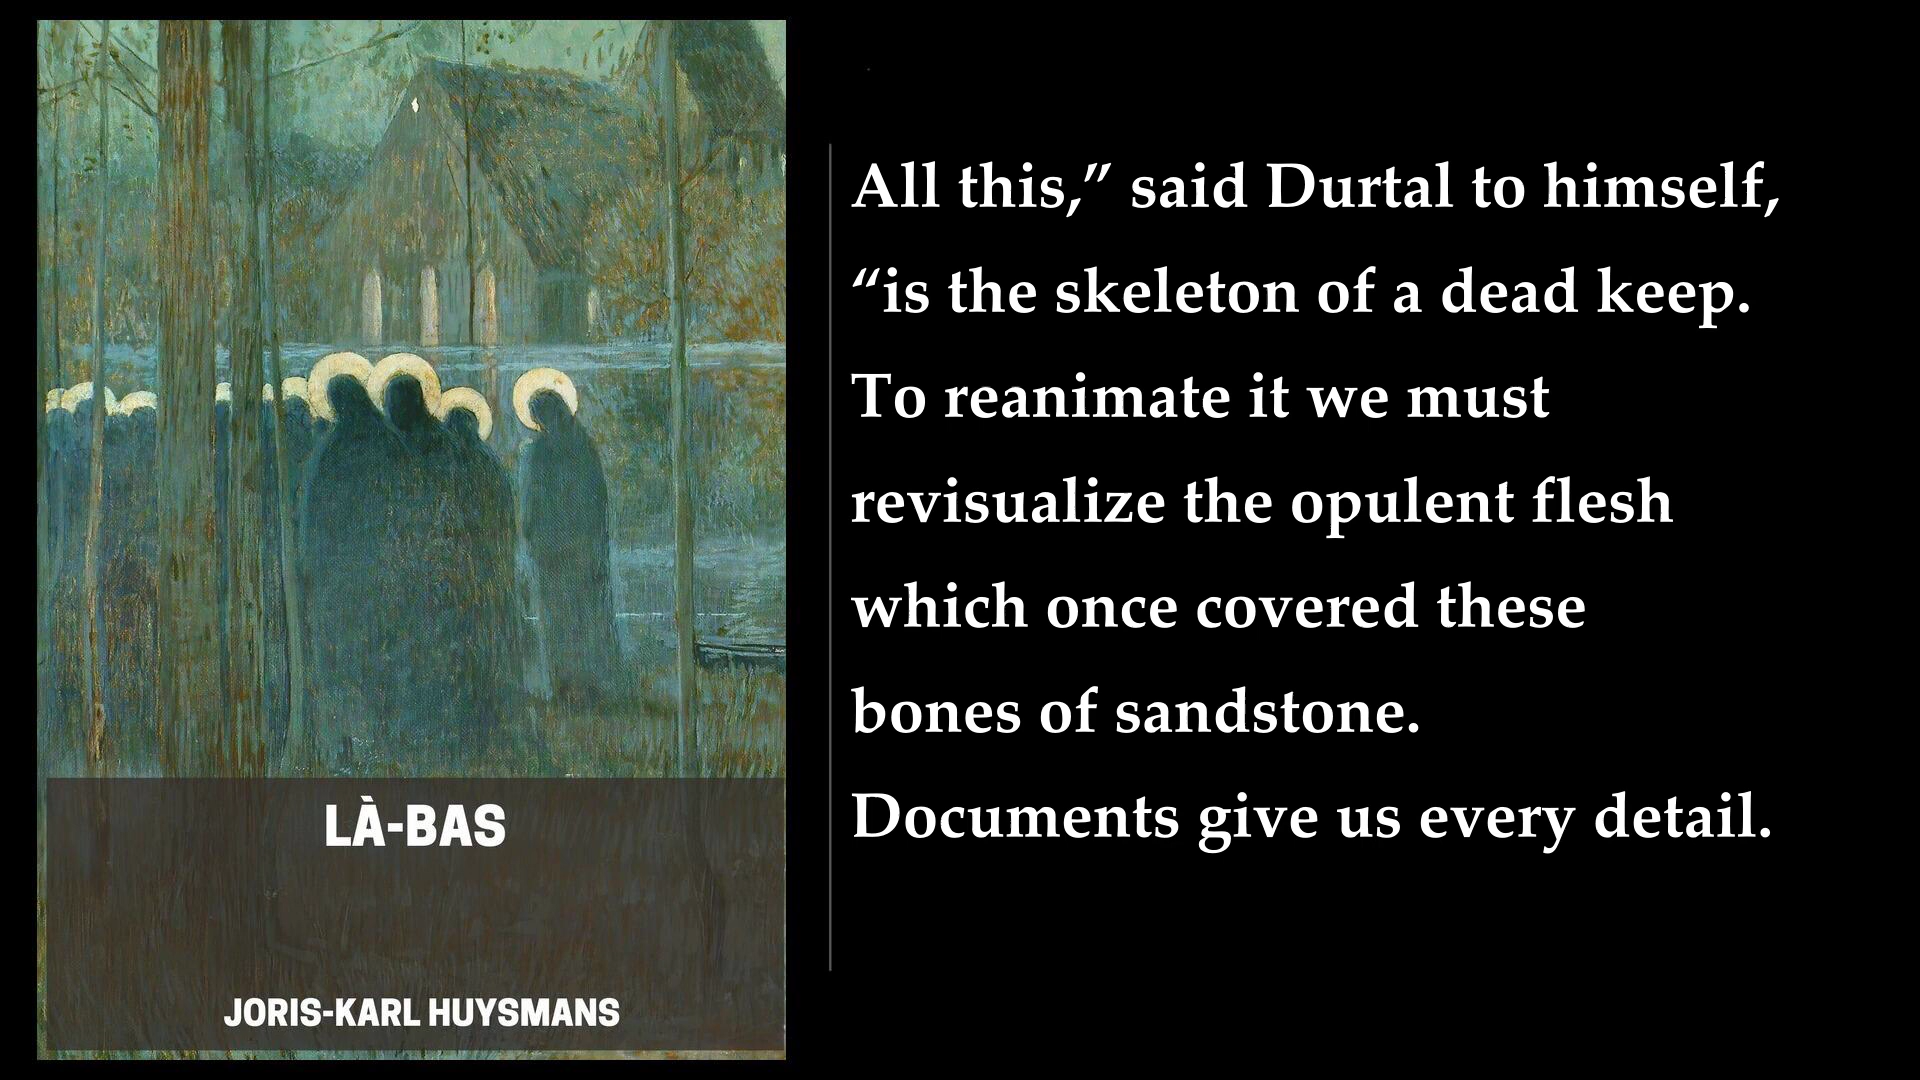 LÀ-BAS
JORIS-KARL HUYSMANS
All this,” said Durtal to himself,
“is the skeleton of a dead keep.
To reanimate it we must
revisualize the opulent flesh
which once covered these
bones of sandstone.
Documents give us every detail.